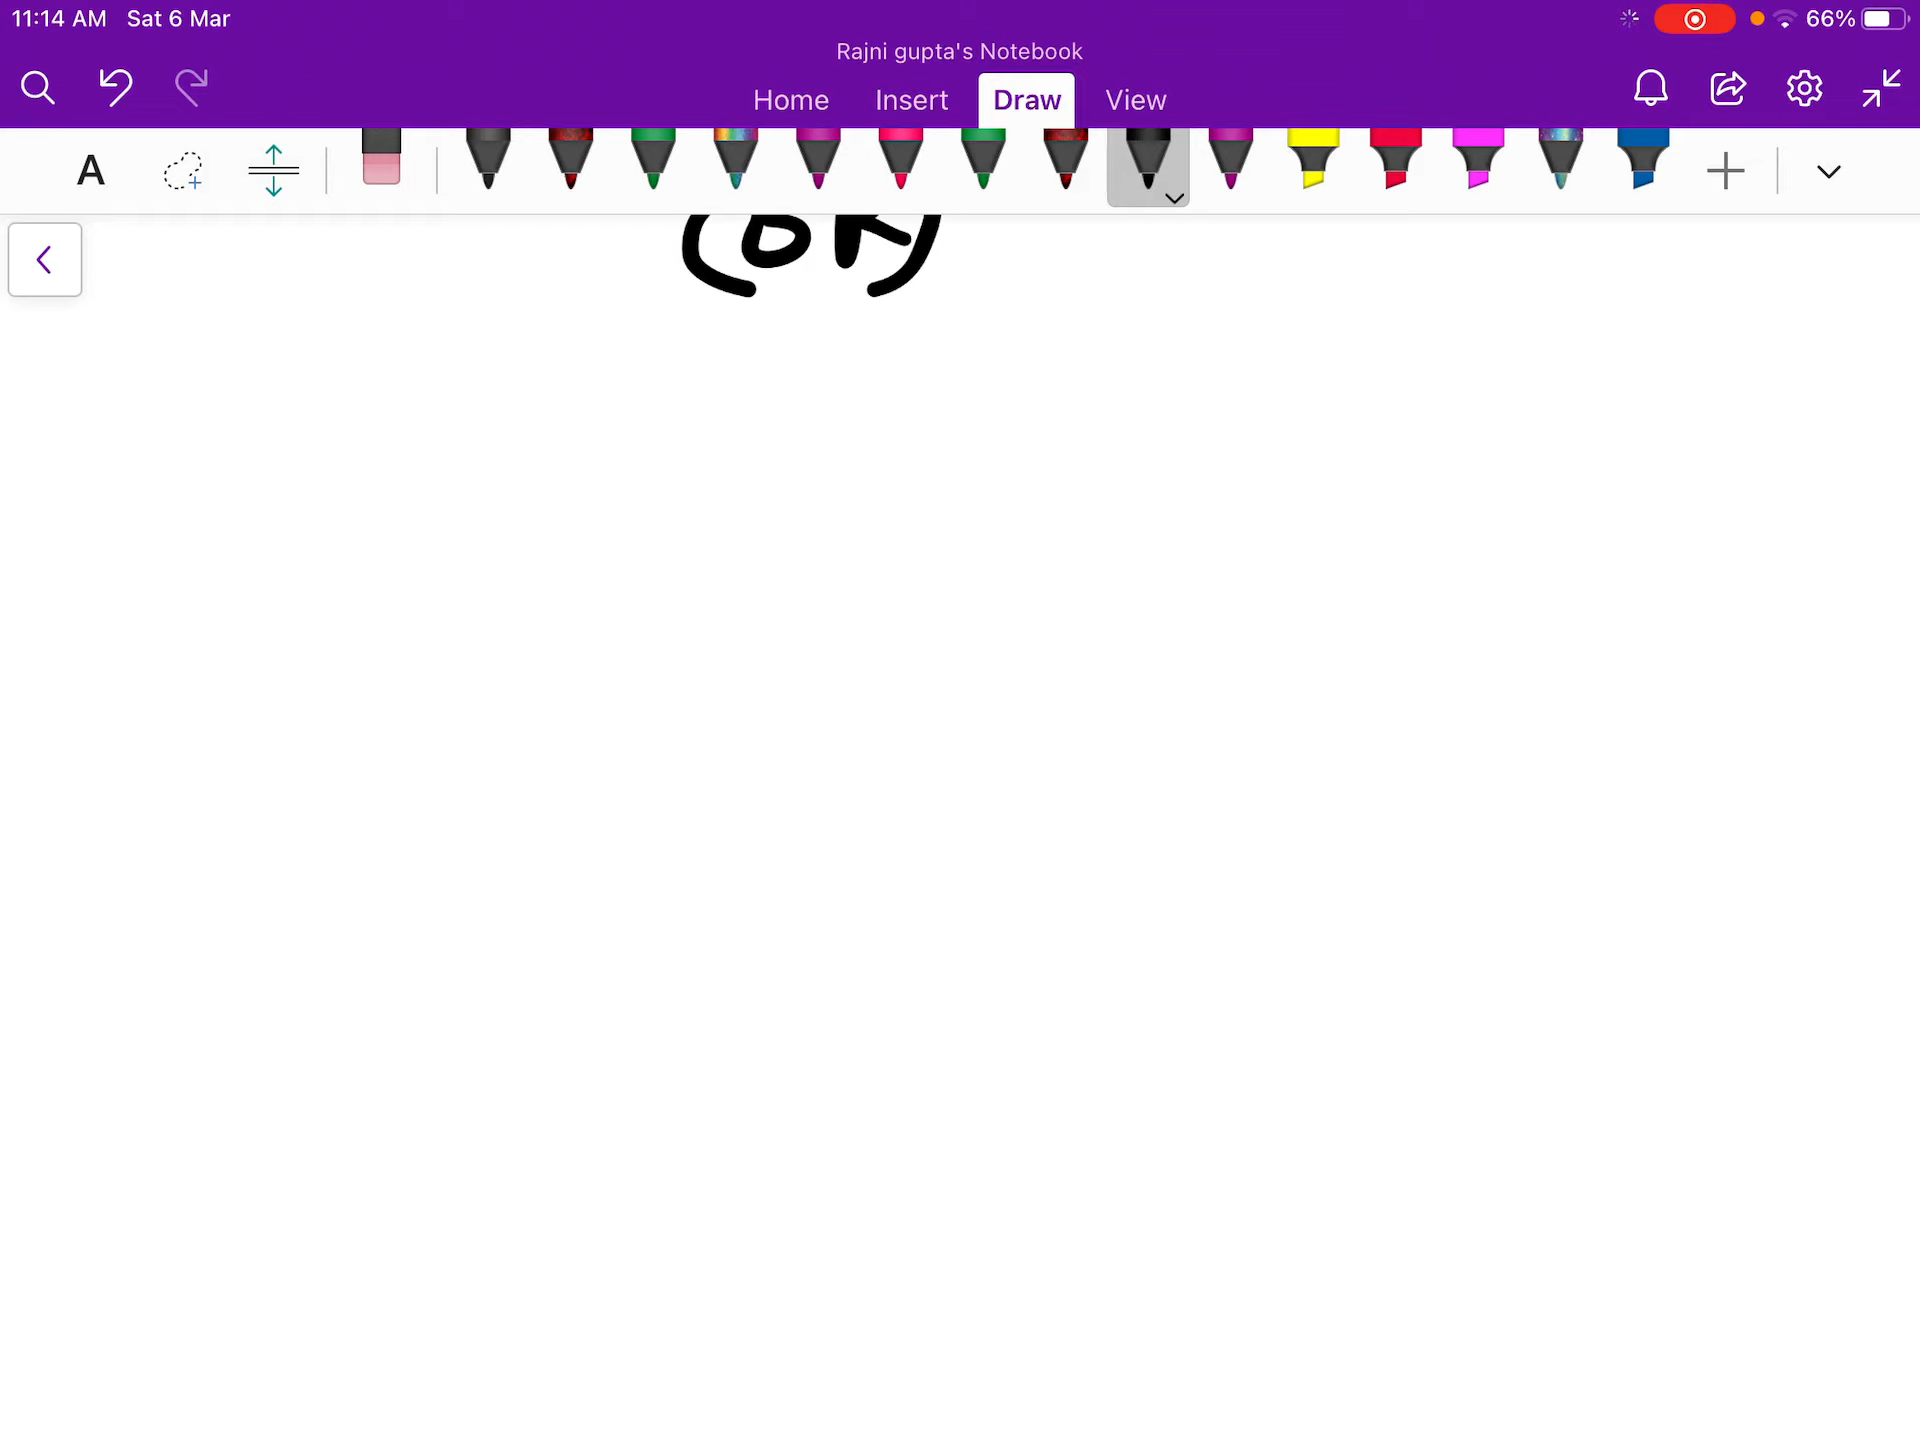 11:14 AM Sat 6 Mar
66%
Rajni gupta's Notebook
Home Insert Draw View
A